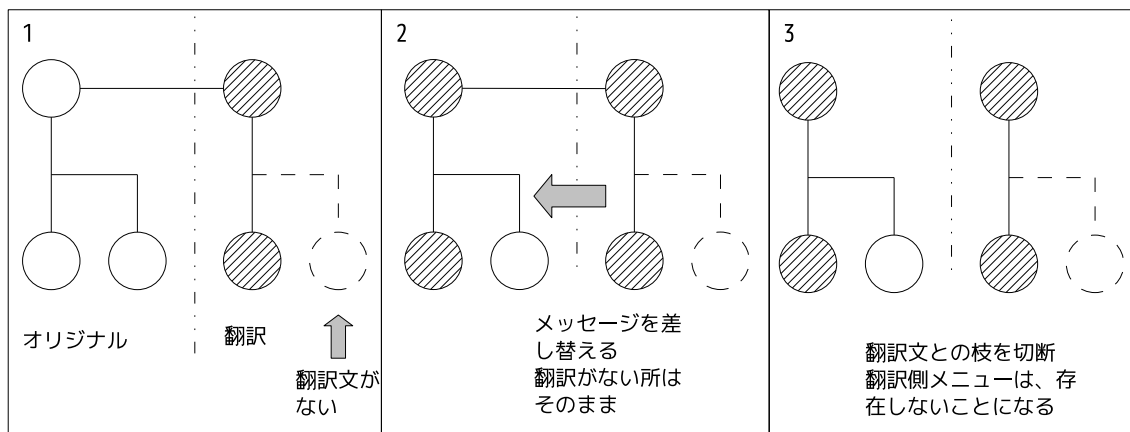 1
オリジナル
翻訳
翻訳文が
ない
2
メッセージを差
し替える
翻訳がない所は
そのまま
3
翻訳文との枝を切断
翻訳側メニューは、存
在しないことになる